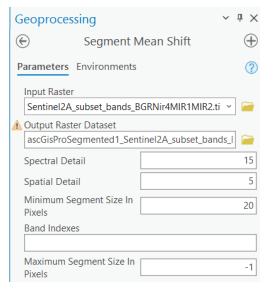 Geoprocessing
Segment Mean Shift
Parameters Environments
Input Raster
Sentinel2A_subset_bands_BGRNir4MIR1MIR2.ti
Output Raster Dataset
ascGisProSegmented1_Sentinel2A_subset_bands_
Spectral Detail 15
Spatial Detail 5
Minimum Segment Size In 20
Pixels
Band Indexes
Maximum Segment Size In -1
Pixels